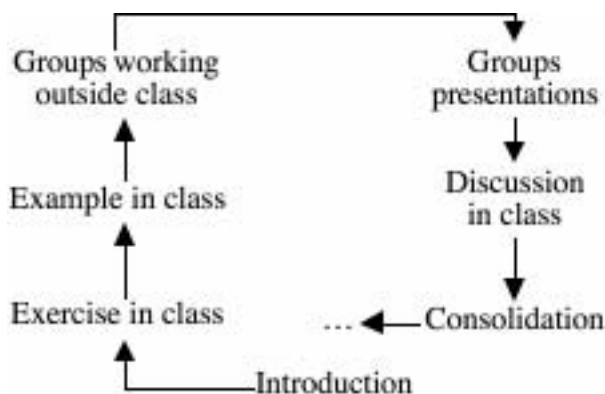 Groups working
outside class
Groups
presentations
Example in class
Discussion
in class
Exercise in class
...
Consolidation
Introduction